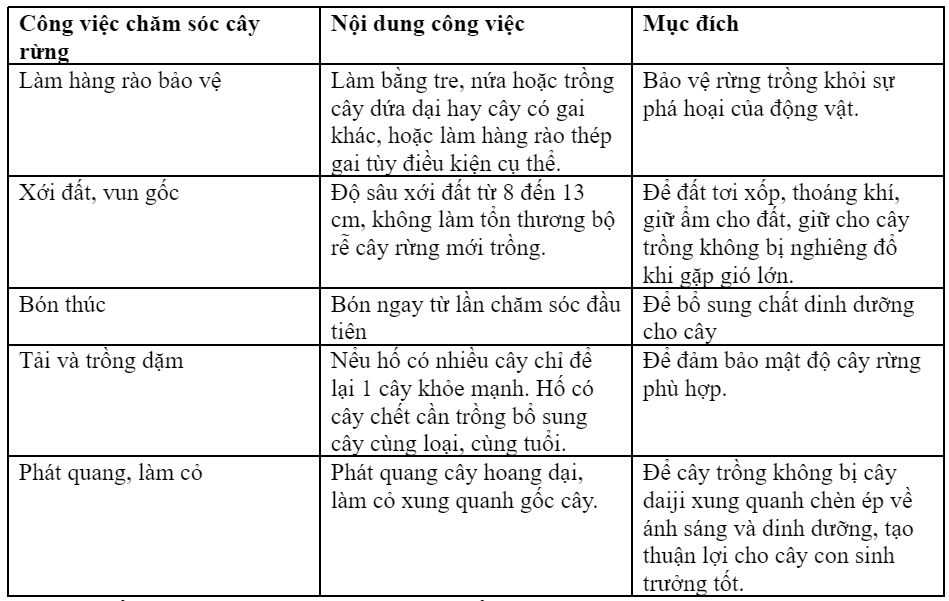 Công việc chăm sóc cây rừng
Nội dung công việc
Mục đích
Làm hàng rào bảo vệ
Làm bằng tre, nứa hoặc trồng
cây dứa dại hay cây có gai
khác, hoặc làm hàng rào thép
gai tùy điều kiện cụ thể.
Bảo vệ rừng trồng khỏi sự
phá hoại của động vật.
Xới đất, vun gốc
Độ sâu xới đất từ 8 đến 13
cm, không làm tổn thương bộ
rễ cây rừng mới trồng.
Để đất tơi xốp, thoáng khí,
giữ ẩm cho đất, giữ cho cây
trồng không bị nghiêng đổ
khi gặp gió lớn.
Bón thúc
Bón ngay từ lần chăm sóc đầu
tiên
Để bổ sung chất dinh dưỡng
cho cây
Tải và trồng dặm
Nểu hố có nhiều cây chỉ để
lại 1 cây khỏe mạnh. Hố có
cây chết cần trồng bổ sung
cây cùng loại, cùng tuổi.
Để đảm bảo mật độ cây rừng
phù hợp.
Phát quang, làm cỏ
Phát quang cây hoang dại,
làm cỏ xung quanh gốc cây.
Để cây trồng không bị cây
daiji xung quanh chèn ép về
ánh sáng và dinh dưỡng, tạo
thuận lợi cho cây con sinh
trưởng tốt.